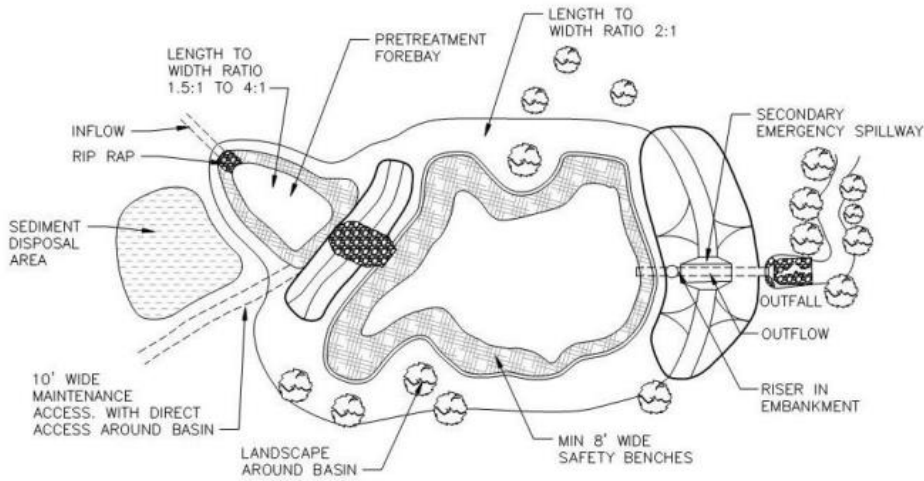 LENGTH TO
WIDTH RATIO
1.5:1 TO 4:1
PRETREATMENT
FOREBAY
LENGTH TO
WIDTH RATIO 2:1
INFLOW
RIP RAP
SECONDARY
EMERGENCY SPILLWAY
SEDIMENT
DISPOSAL
AREA
OUTFALL
OUTFLOW
10' WIDE
MAINTENANCE
ACCESS. WITH DIRECT
ACCESS AROUND BASIN
RISER IN
EMBANKMENT
LANDSCAPE
AROUND BASIN
MIN 8' WIDE
SAFETY BENCHES